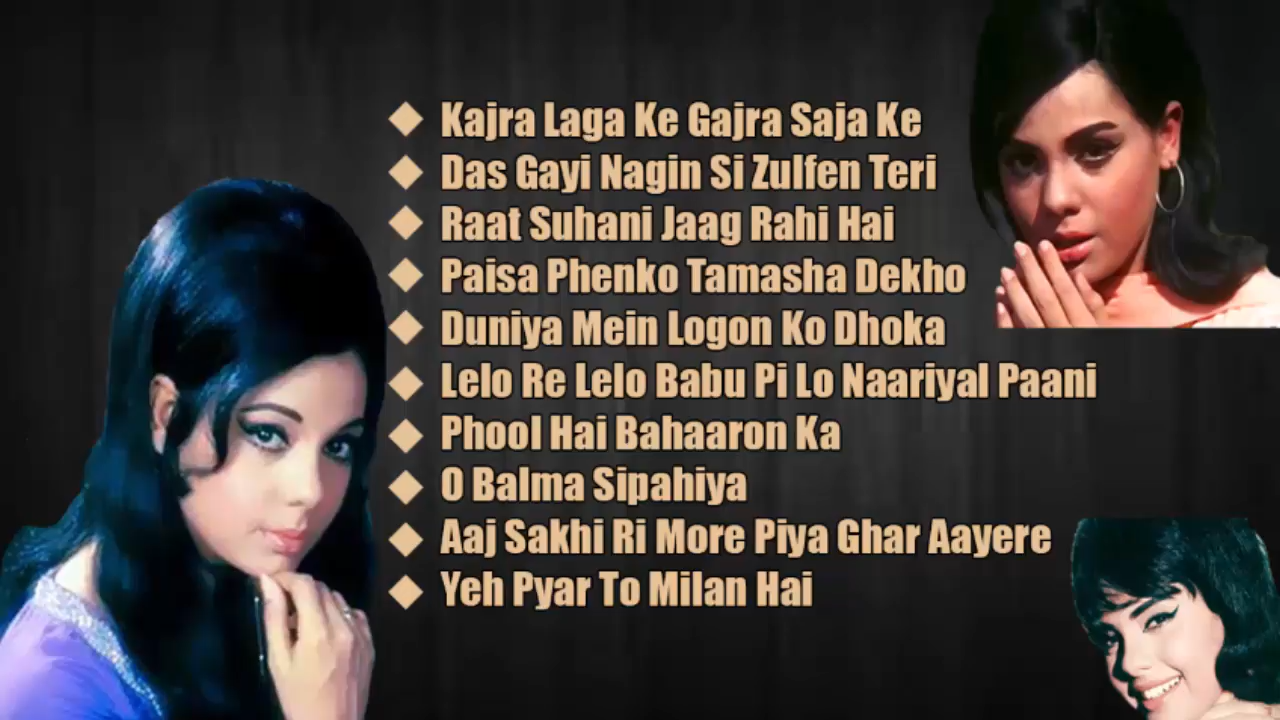 Kajra Laga Ke Gajra Saja Ke
Das Gayi Nagin Si Zulfen Teri
Raat Suhani Jaag Rahi Hai
Paisa Phenko Tamasha Dekho
Duniya Mein Logon Ko Dhoka
Lelo Re Lelo Babu Pi Lo Naariyal Paani
Phool Hai Bahaaron Ka
O Balma Sipahiya
Aaj Sakhi Ri More Piya Ghar Aayere
Yeh Pyar To Milan Hai